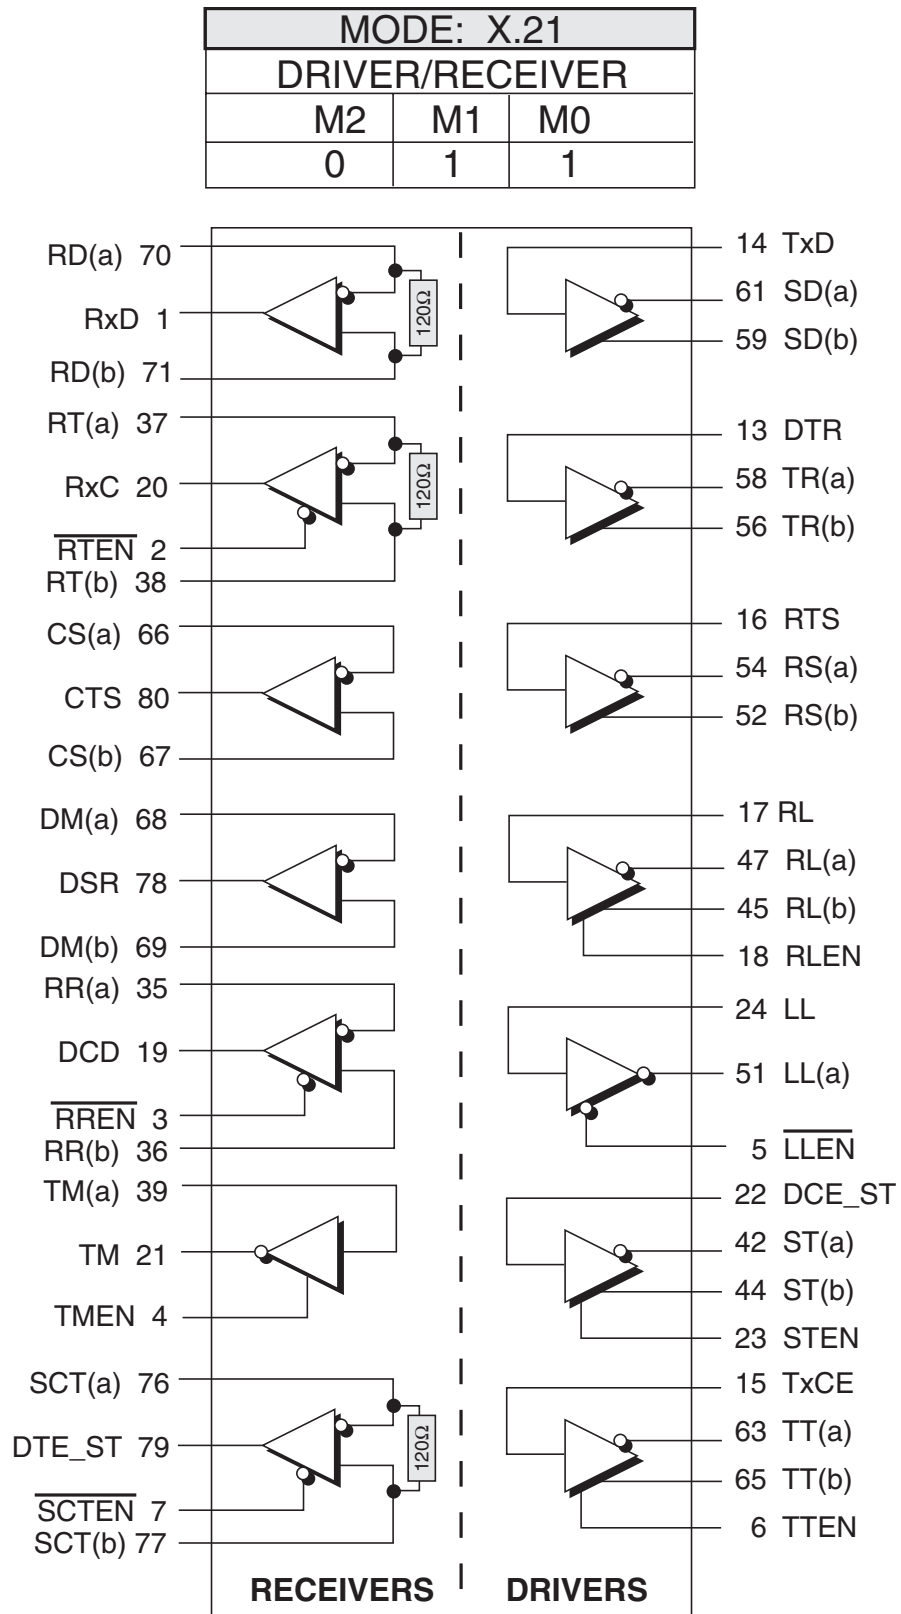 MODE: X.21
DRIVER/RECEIVER
M2 M1 M0
0 1 1
RD(a) 70
RxD 1
RD(b) 71
120Ω
RT(a) 37
RxC 20
RTEN 2
RT(b) 38
120Ω
CS(a) 66
CTS 80
CS(b) 67
DM(a) 68
DSR 78
DM(b) 69
RR(a) 35
DCD 19
RREN 3
RR(b) 36
TM(a) 39
TM 21
TMEN 4
SCT(a) 76
DTE_ST 79
SCTEN 7
SCT(b) 77
120Ω
RECEIVERS
14 TxD
61 SD(a)
59 SD(b)
13 DTR
58 TR(a)
56 TR(b)
16 RTS
54 RS(a)
52 RS(b)
17 RL
47 RL(a)
45 RL(b)
18 RLEN
24 LL
51 LL(a)
5 LLEN
22 DCE_ST
42 ST(a)
44 ST(b)
23 STEN
15 TxCE
63 TT(a)
65 TT(b)
6 TTEN
DRIVERS